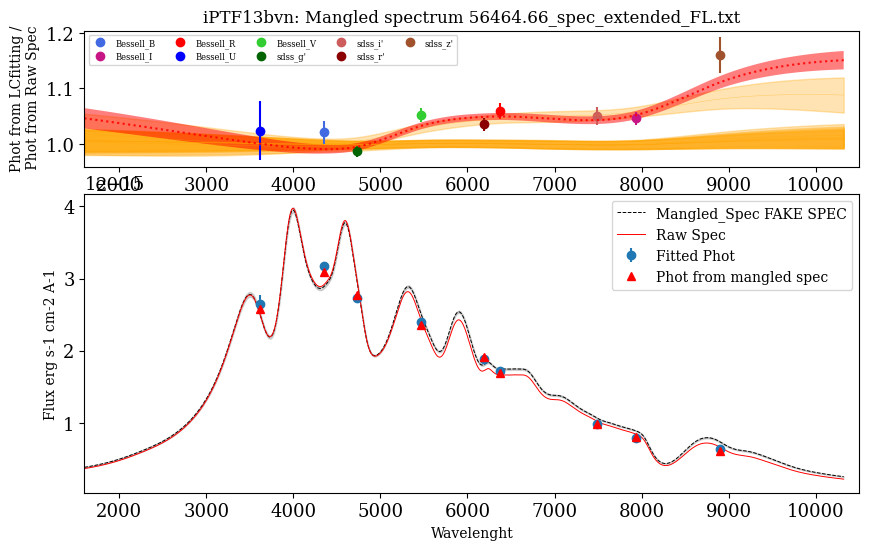 iPTF13bvn: Mangled spectrum 56464.66_spec_extended_FL.txt
Phot from LCfitting /
Phot from Raw Spec
1.2
1.1
1.0
Bessell_B
Bessell_R
Bessell_V
sdss_i'
sdss_z'
Bessell_I
Bessell_U
sdss_g'
sdss_r'
2000 3000 4000 5000 6000 7000 8000 9000 10000
1e−15
Flux erg s-1 cm-2 A-1
4
3
2
1
Mangled_Spec FAKE SPEC
Raw Spec
Fitted Phot
Phot from mangled spec
2000 3000 4000 5000 6000 7000 8000 9000 10000
Wavelenght